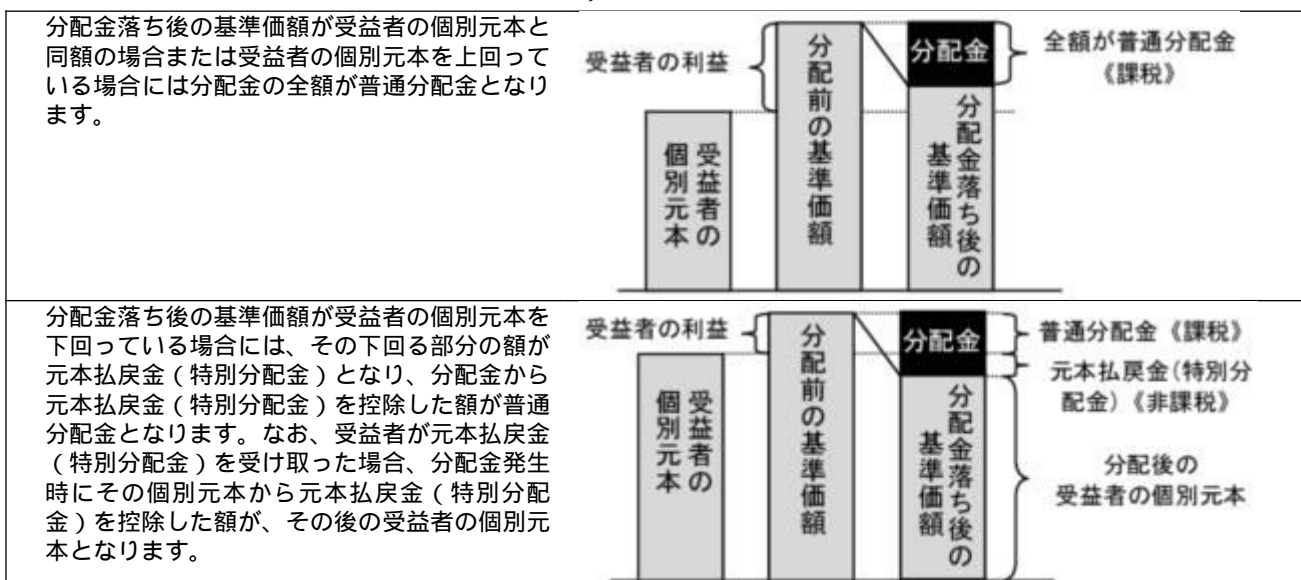 配金落ち後の基準価額が受益者の個別元本と
同額の場合または受益者の個別元本を上回って
いる場合には分配金の全額が普通分配金となり
ます。
受益者の利益
受益者の
個別元本
分配前の基準価額
分配金
分配金落ち後の
基準価額
全額が普通分配金
《課税》
分配金落ち後の基準価額が受益者の個別元本を
下回っている場合には、その下回る部分の額が
元本払戻金(特別分配金)となり、分配金から
元本払戻金(特別分配金)を控除した額が普通
分配金となります。なお、受益者が元本払戻金
(特別分配金)を受け取った場合、分配金発生
時にその個別元本から元本払戻金(特別分配
金)を控除した額が、その後の受益者の個別元
本となります。
受益者の利益
受益者の
個別元本
分配前の基準価額
分配金
分配金落ち後の
基準価額
普通分配金《課税》
元本払戻金(特別分
配金)《非課税》
分配後の
受益者の個別元本